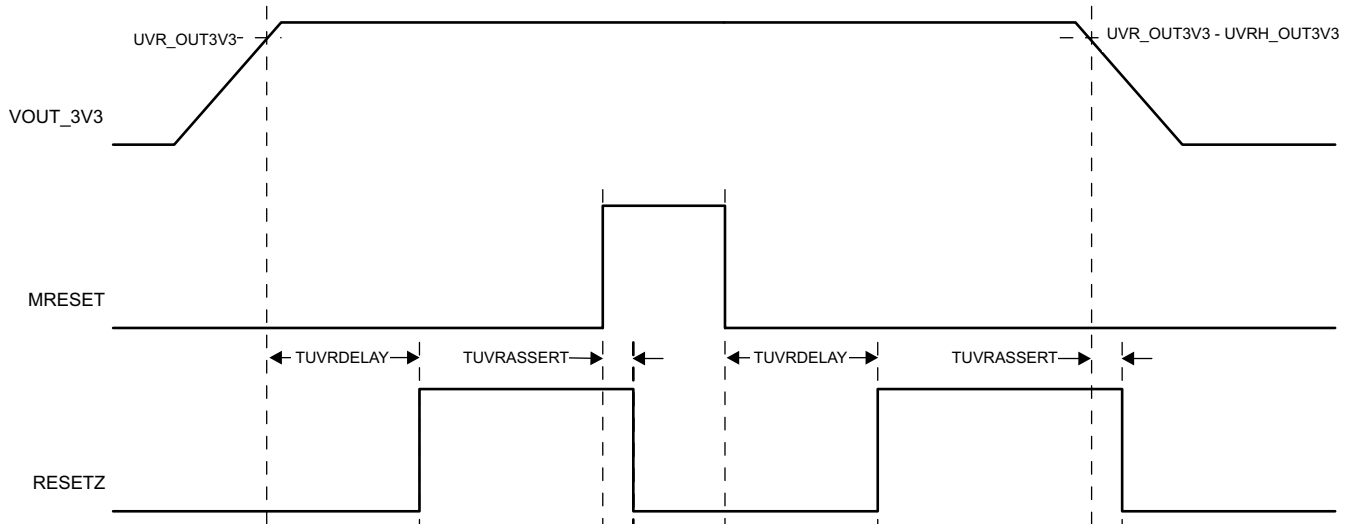 UVR_OUT3V3
UVR_OUT3V3 - UVRH_OUT3V3
VOUT_3V3
MRESET
TUVRDELAY
TUVRASSERT
TUVRDELAY
TUVRASSERT
RESETZ